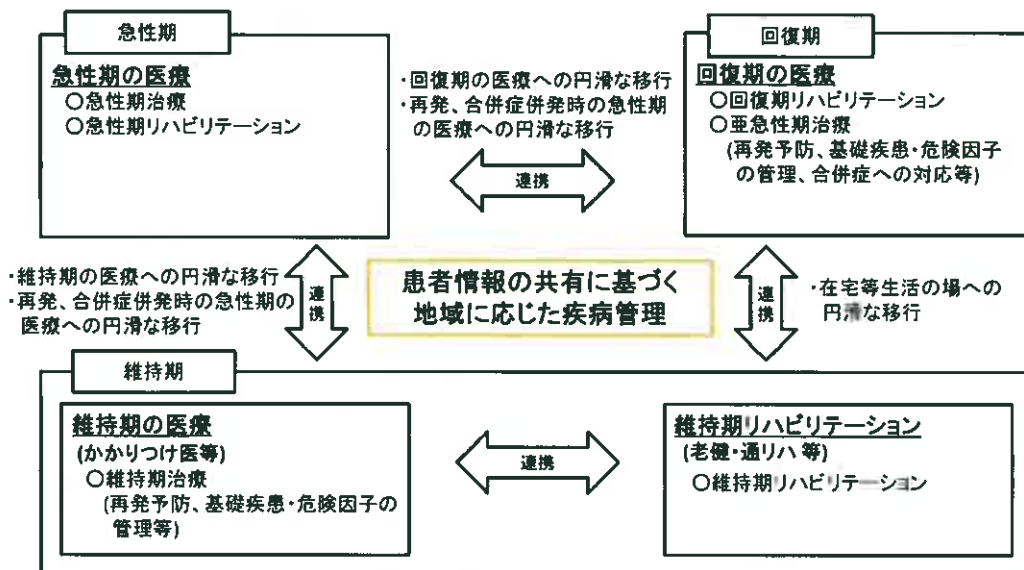 急性期
急性期の医療
○急性期治療
○急性期リハビリテーション
・回復期の医療への円滑な移行
・再発、合併症併発時の急性期
の医療への円滑な移行
連携
回復期
回復期の医療
○回復期リハビリテーション
○亜急性期治療
(再発予防、基礎疾患・危険因子
の管理、合併症への対応等)
・維持期の医療への円滑な移行
・再発、合併症併発時の急性期の
医療への円滑な移行
連携
患者情報の共有に基づく
地域に応じた疾病管理
連携
・在宅等生活の場への
円滑な移行
維持期
維持期の医療
(かかりつけ医等)
○維持期治療
(再発予防、基礎疾患・危険因子の
管理等)
連携
維持期リハビリテーション
(老健・通リハ 等)
○維持期リハビリテーション